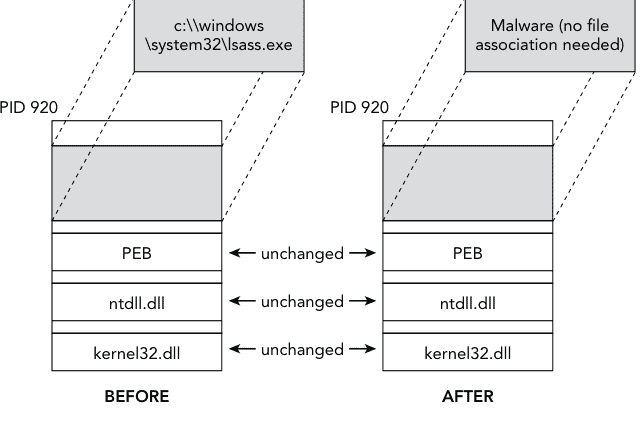 c:\\windows
\system32\lsass.exe
Malware (no file
association needed)
PID 920
PID 920
PEB
unchanged
PEB
ntdll.dll
unchanged
ntdll.dll
kernel32.dll
unchanged
kernel32.dll
BEFORE
AFTER